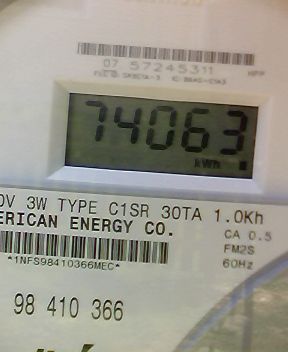 07 57245311
74063
kWh
0V 3W TYPE C1SR 30TA 1.0Kh
ERICAN ENERGY CO.
CA 0.5
FM2S
60Hz
*1NFS98410366MEC*
98 410 366